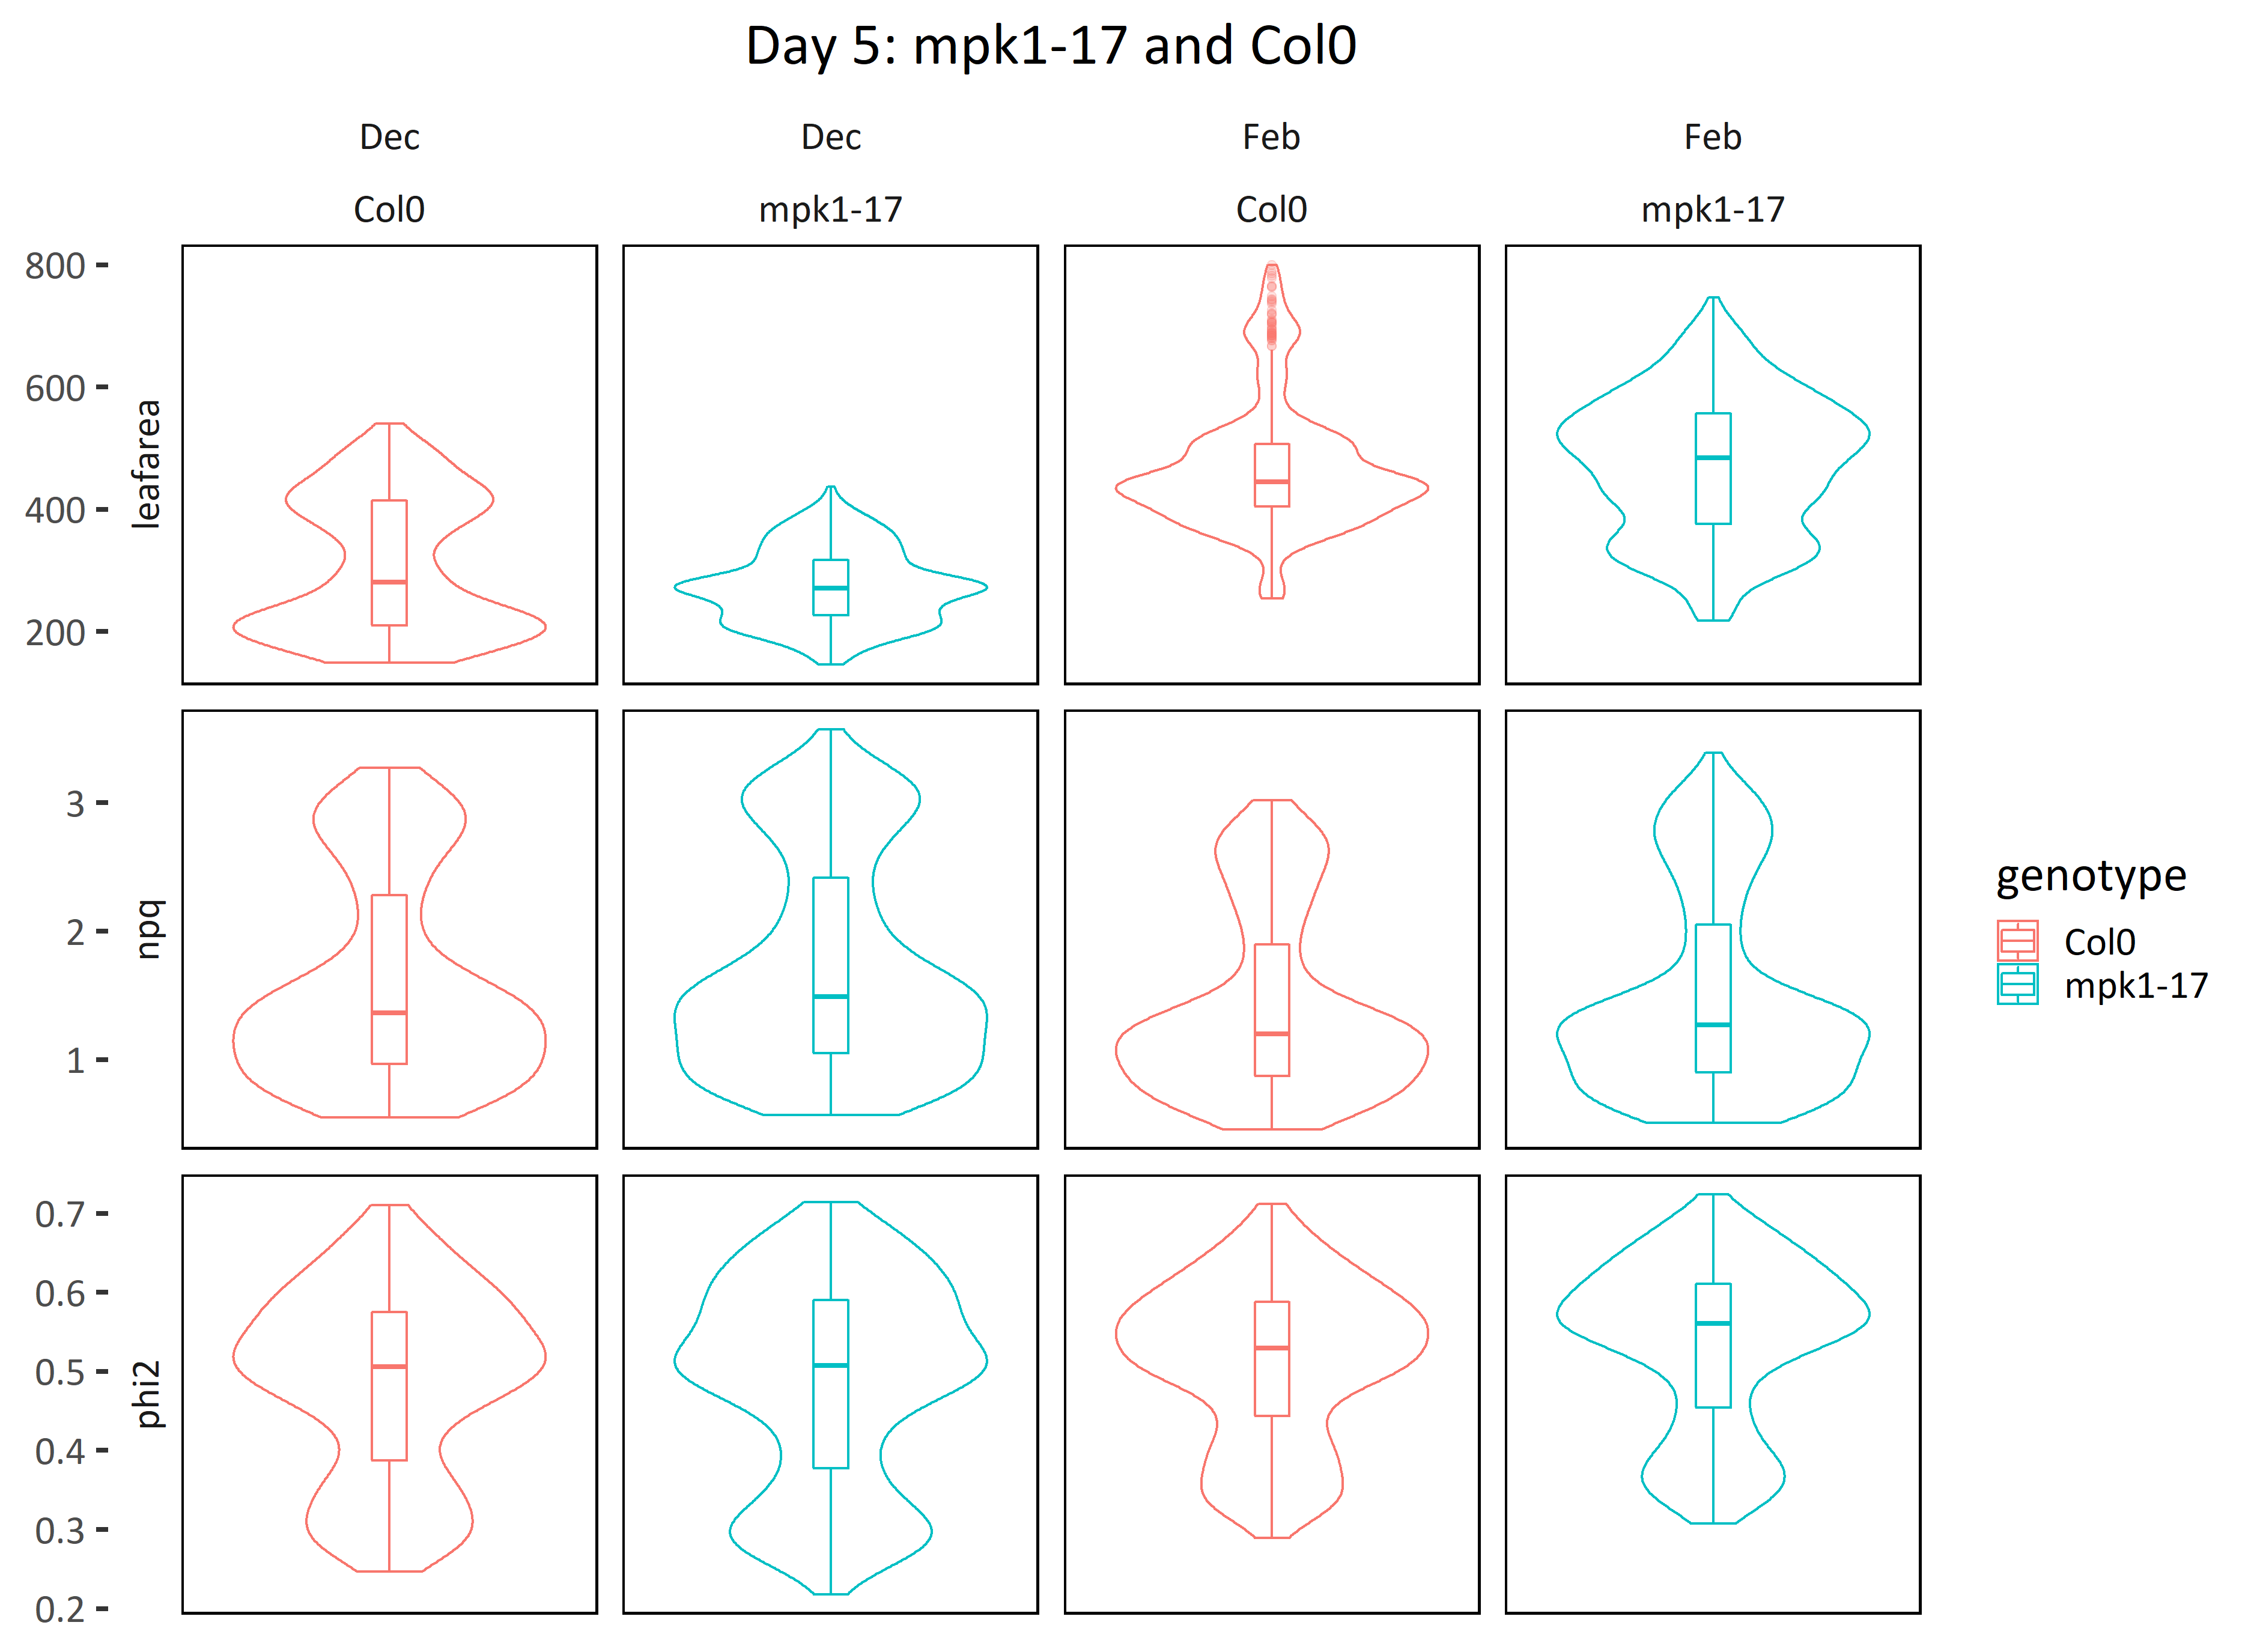 Day 5: mpk1-17 and Col0
Dec Dec Feb Feb
Col0 mpk1-17 Col0 mpk1-17
800
600
400
200
leafarea
3
2
1
npq
0.7
0.6
0.5
0.4
0.3
0.2
phi2
genotype
Col0
mpk1-17